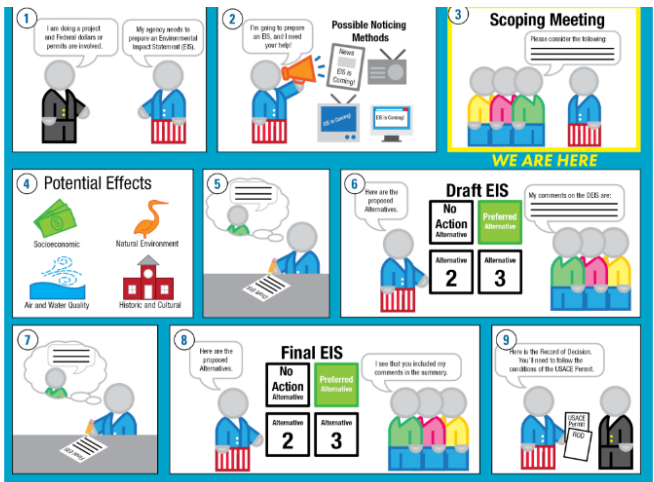 1
I am doing a project
and Federal dollars or
permits are involved.
My agency needs to
prepare an Environmental
Impact Statement (EIS).
2
I'm going to prepare
an EIS, and I need
your help!
Possible Noticing
Methods
News
EIS is
Coming!
EIS is Coming!
EIS is Coming!
3
Scoping Meeting
Please consider the following:
WE ARE HERE
4
Potential Effects
Socioeconomic
Natural Environment
Air and Water Quality
Historic and Cultural
5
Draft EIS
6
Here are the
proposed
Alternatives.
Draft EIS
No
Action
Alternative
Preferred
Alternative
Alternative
2
Alternative
3
My comments on the DEIS are:
7
Final EIS
8
Here are the
proposed
Alternatives.
Final EIS
No
Action
Alternative
Preferred
Alternative
Alternative
2
Alternative
3
I see that you included my
comments in the summary.
9
Here is the Record of Decision.
You'll need to follow the
conditions of the USACE Permit.
USACE
Permit
ROD